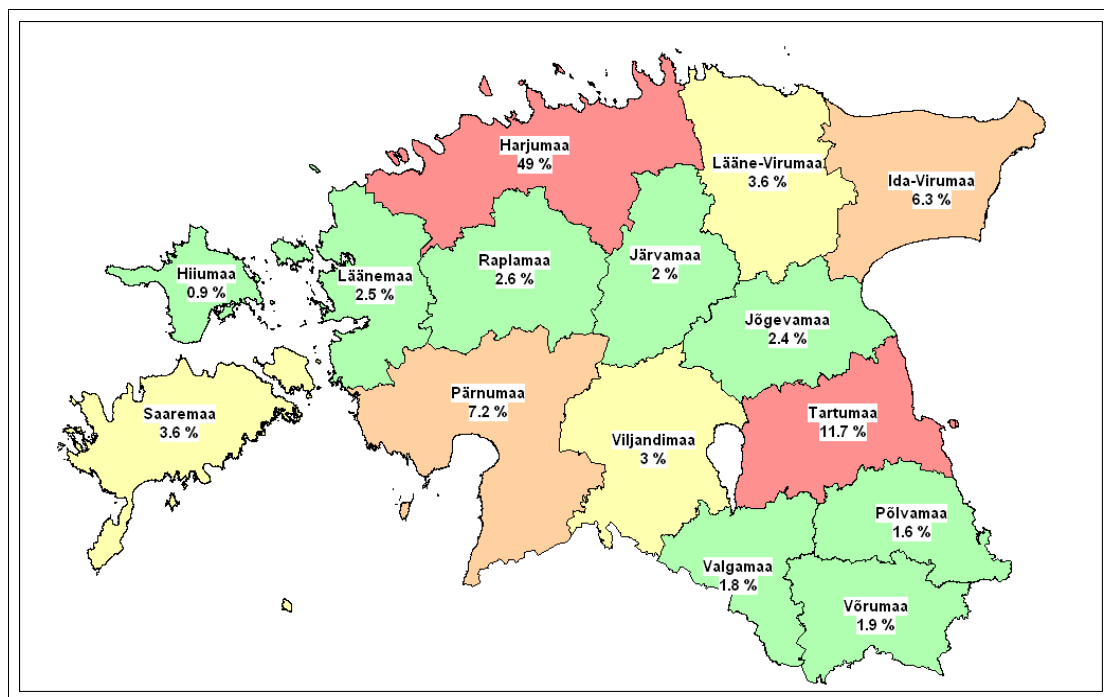 Harjumaa
49 %
Lääne-Virumaa
3.6 %
Ida-Virumaa
6.3 %
Hiiumaa
0.9 %
Läänemaa
2.5 %
Raplamaa
2.6 %
Järvamaa
2 %
Jõgevamaa
2.4 %
Saaremaa
3.6 %
Pärnumaa
7.2 %
Viljandimaa
3 %
Tartumaa
11.7 %
Põlvamaa
1.6 %
Valgamaa
1.8 %
Võrumaa
1.9 %